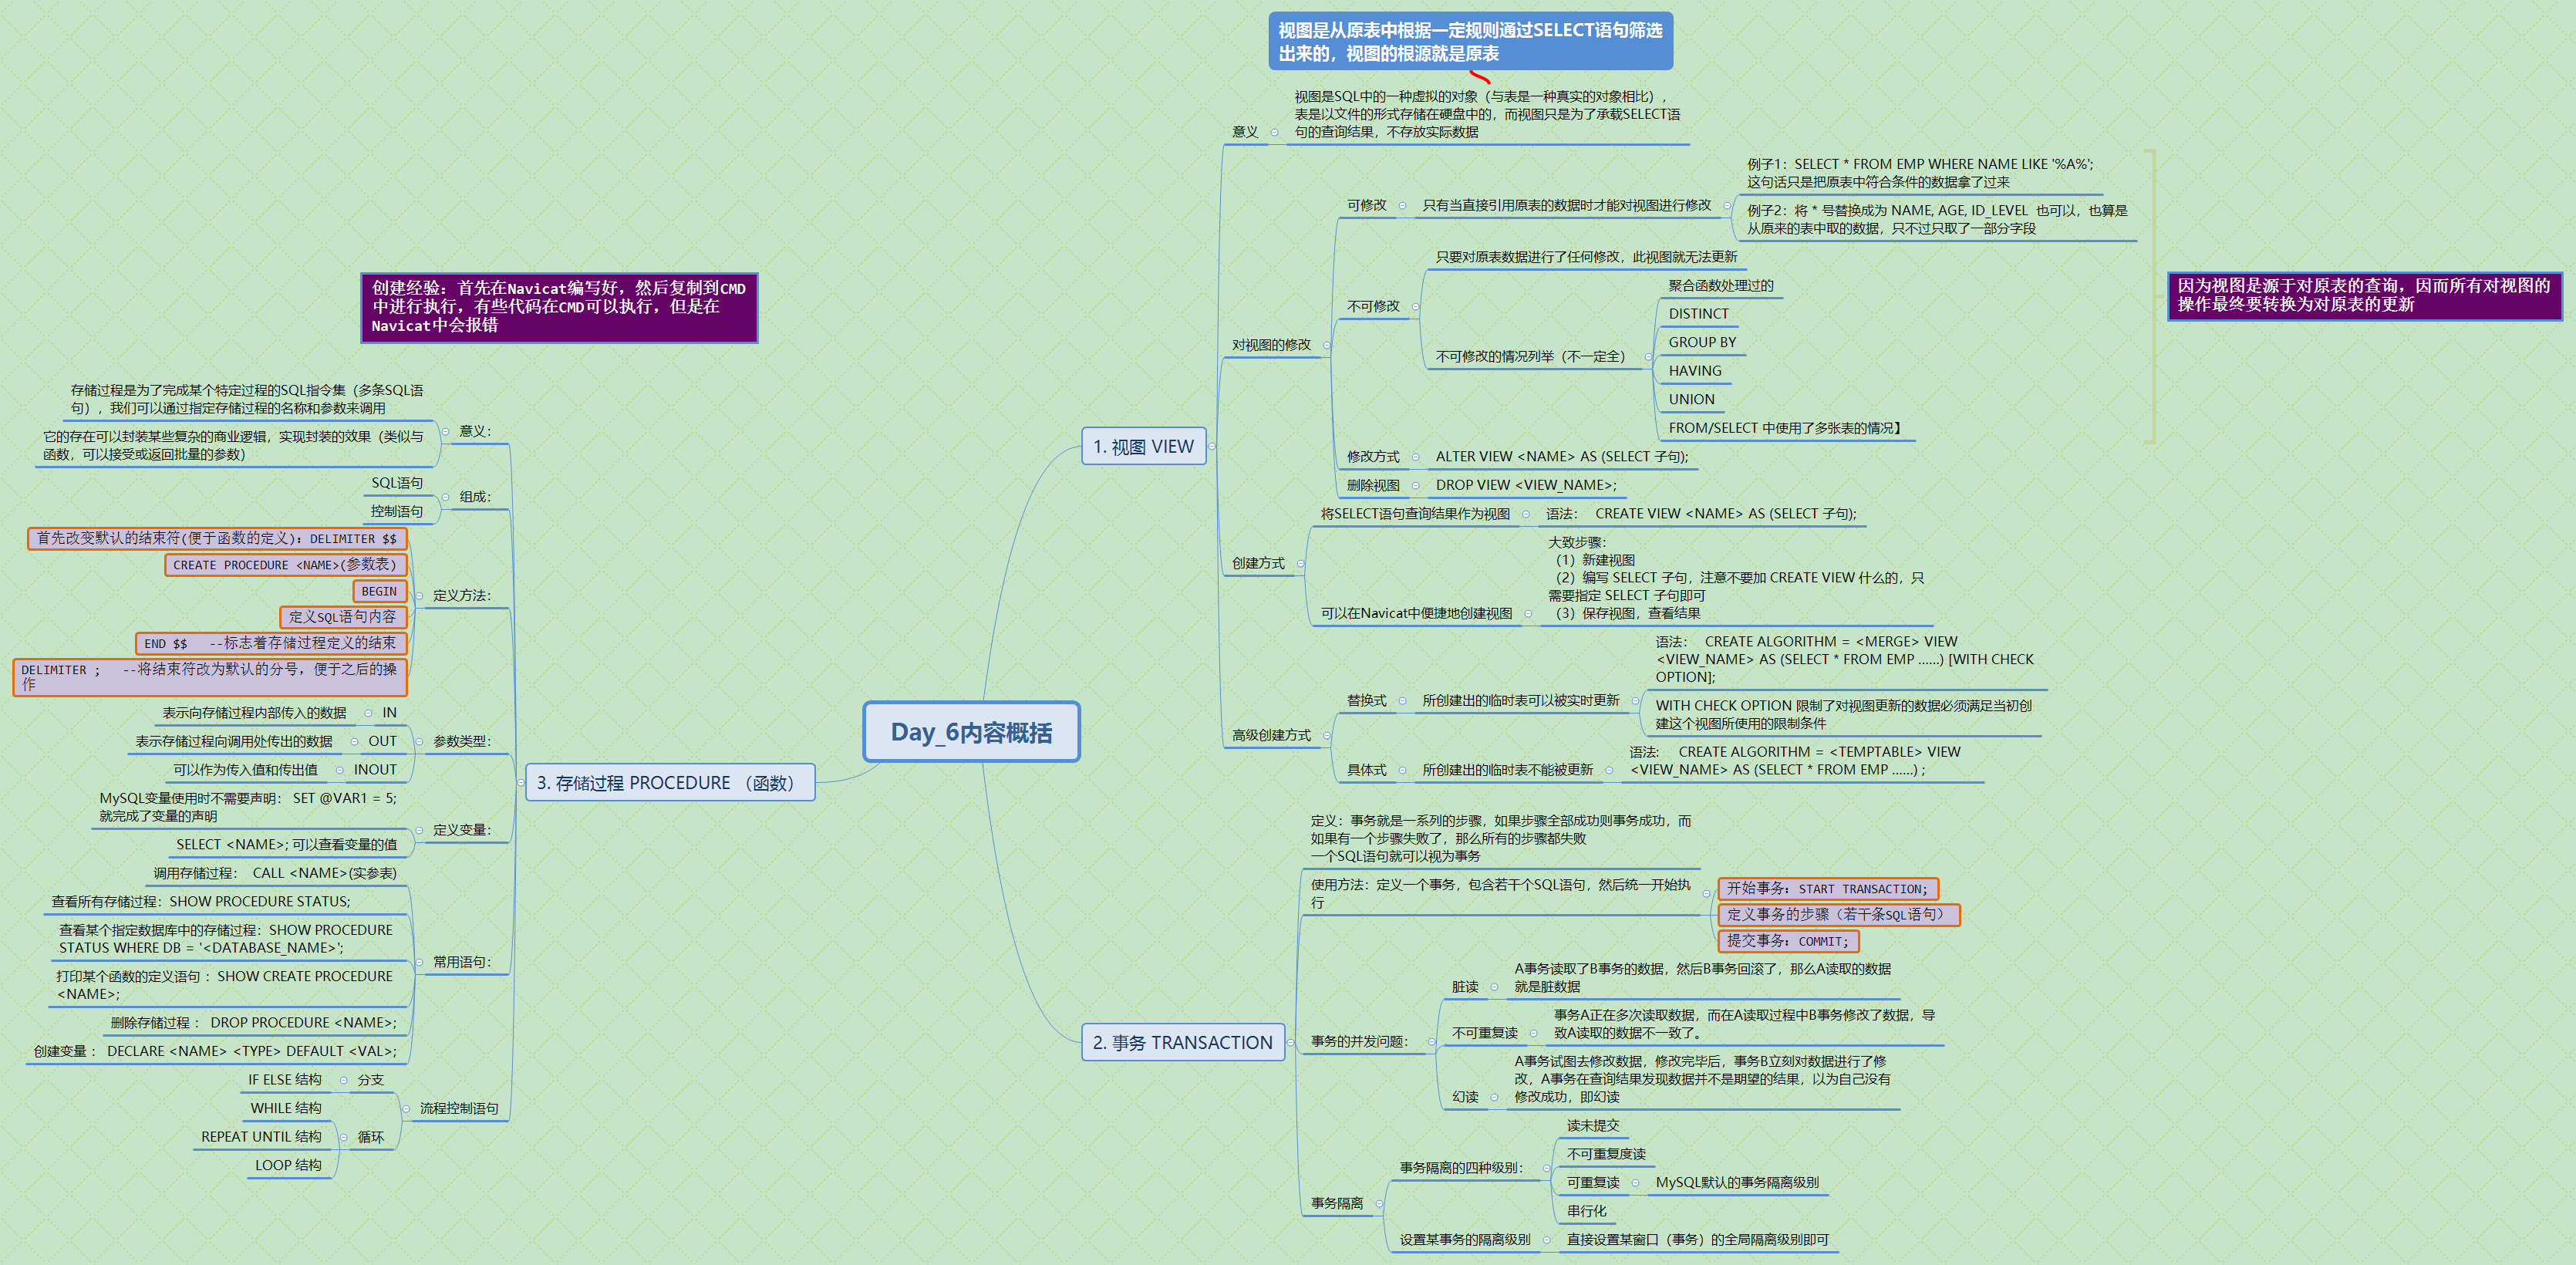 Day_6内容概括
1. 视图 VIEW
视图是从原表中根据一定规则通过SELECT语句筛选
出来的，视图的根源就是原表
意义
视图是SQL中的一种虚拟的对象（与表是一种真实的对象相比），
表是以文件的形式存储在硬盘中的，而视图只是为了承载SELECT语
句的查询结果，不存放实际数据
对视图的修改
可修改
只有当直接引用原表的数据时才能对视图进行修改
例子1：SELECT * FROM EMP WHERE NAME LIKE '%A%';
这句话只是把原表中符合条件的数据拿了过来
例子2：将 * 号替换成为 NAME, AGE, ID_LEVEL 也可以，也算是
从原来的表中取的数据，只不过只取了一部分字段
不可修改
只要对原表数据进行了任何修改，此视图就无法更新
不可修改的情况列举（不一定全）
聚合函数处理过的
DISTINCT
GROUP BY
HAVING
UNION
FROM/SELECT 中使用了多张表的情况】
因为视图是源于对原表的查询，因而所有对视图的
操作最终要转换为对原表的更新
修改方式
ALTER VIEW <NAME> AS (SELECT 子句);
删除视图
DROP VIEW <VIEW_NAME>;
创建方式
将SELECT语句查询结果作为视图
语法： CREATE VIEW <NAME> AS (SELECT 子句);
可以在Navicat中便捷地创建视图
大致步骤：
（1）新建视图
（2）编写 SELECT 子句，注意不要加 CREATE VIEW 什么的，只
需要指定 SELECT 子句即可
（3）保存视图，查看结果
高级创建方式
替换式
所创建出的临时表可以被实时更新
语法： CREATE ALGORITHM = <MERGE> VIEW
<VIEW_NAME> AS (SELECT * FROM EMP ......) [WITH CHECK
OPTION];
WITH CHECK OPTION 限制了对视图更新的数据必须满足当初创
建这个视图所使用的限制条件
具体式
所创建出的临时表不能被更新
语法： CREATE ALGORITHM = <TEMPTABLE> VIEW
<VIEW_NAME> AS (SELECT * FROM EMP ......) ;
2. 事务 TRANSACTION
定义：事务就是一系列的步骤，如果步骤全部成功则事务成功，而
如果有一个步骤失败了，那么所有的步骤都失败
一个SQL语句就可以视为事务
使用方法：定义一个事务，包含若干个SQL语句，然后统一开始执
行
开始事务：START TRANSACTION;
定义事务的步骤（若干条SQL语句）
提交事务：COMMIT;
事务的并发问题：
脏读
A事务读取了B事务的数据，然后B事务回滚了，那么A读取的数据
就是脏数据
不可重复读
事务A正在多次读取数据，而在A读取过程中B事务修改了数据，导
致A读取的数据不一致了。
幻读
A事务试图去修改数据，修改完毕后，事务B立刻对数据进行了修
改，A事务在查询结果发现数据并不是期望的结果，以为自己没有
修改成功，即幻读
事务隔离
事务隔离的四种级别：
读未提交
不可重复度读
可重复读
MySQL默认的事务隔离级别
串行化
设置某事务的隔离级别
直接设置某窗口（事务）的全局隔离级别即可
3. 存储过程 PROCEDURE （函数）
创建经验：首先在Navicat编写好，然后复制到CMD
中进行执行，有些代码在CMD可以执行，但是在
Navicat中会报错
意义：
存储过程是为了完成某个特定过程的SQL指令集（多条SQL语
句），我们可以通过指定存储过程的名称和参数来调用
它的存在可以封装某些复杂的商业逻辑，实现封装的效果（类似与
函数，可以接受或返回批量的参数）
组成：
SQL语句
控制语句
定义方法：
首先改变默认的结束符(便于函数的定义)：DELIMITER $$
CREATE PROCEDURE <NAME>(参数表)
BEGIN
定义SQL语句内容
END $$ --标志着存储过程定义的结束
DELIMITER ; --将结束符改为默认的分号，便于之后的操
作
参数类型：
IN
表示向存储过程内部传入的数据
OUT
表示存储过程向调用处传出的数据
INOUT
可以作为传入值和传出值
定义变量：
MySQL变量使用时不需要声明： SET @VAR1 = 5;
就完成了变量的声明
SELECT <NAME>; 可以查看变量的值
常用语句：
调用存储过程： CALL <NAME>(实参表)
查看所有存储过程：SHOW PROCEDURE STATUS;
查看某个指定数据库中的存储过程：SHOW PROCEDURE
STATUS WHERE DB = '<DATABASE_NAME>';
打印某个函数的定义语句 ：SHOW CREATE PROCEDURE
<NAME>;
删除存储过程 ： DROP PROCEDURE <NAME>;
创建变量 ： DECLARE <NAME> <TYPE> DEFAULT <VAL>;
流程控制语句
分支
IF ELSE 结构
循环
WHILE 结构
REPEAT UNTIL 结构
LOOP 结构